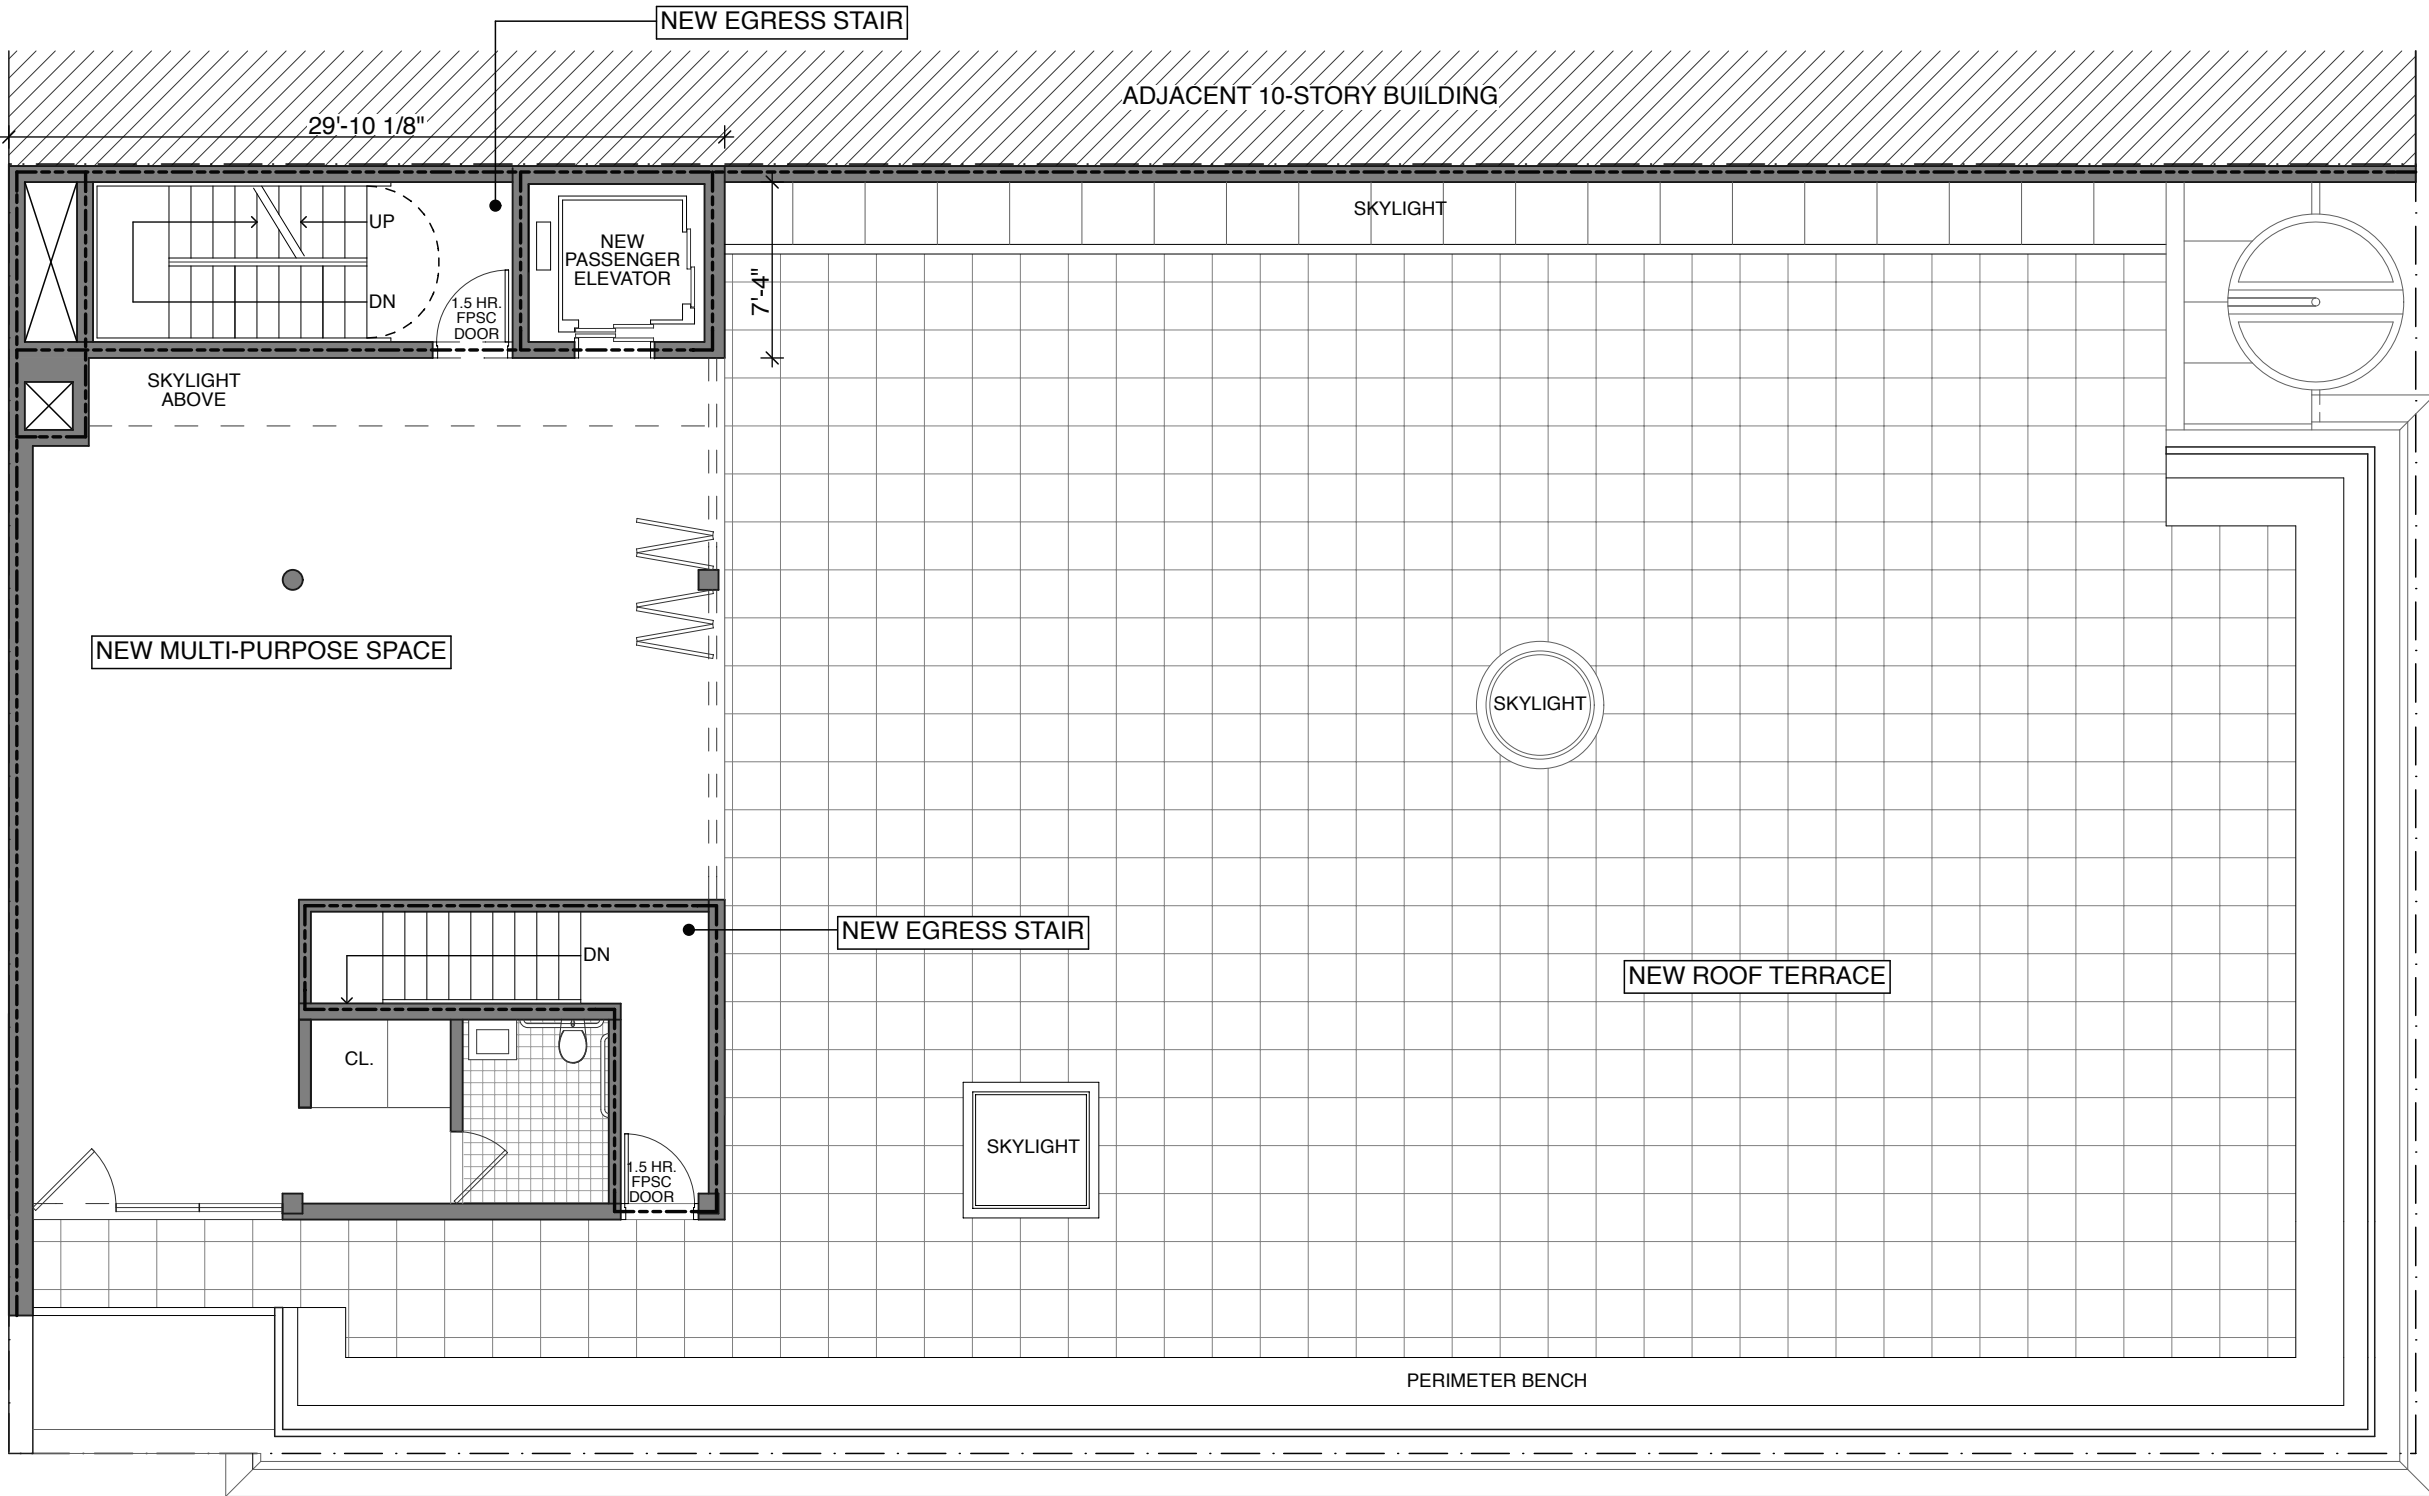 NEW EGRESS STAIR
ADJACENT 10-STORY BUILDING
29'-10 1/8"
SKYLIGHT
UP
NEW
PASSENGER
ELEVATOR
7'-4"
DN
1.5 HR.
FPSC
DOOR
SKYLIGHT
ABOVE
NEW MULTI-PURPOSE SPACE
SKYLIGHT
NEW EGRESS STAIR
DN
NEW ROOF TERRACE
CL.
SKYLIGHT
1.5 HR.
FPSC
DOOR
PERIMETER BENCH